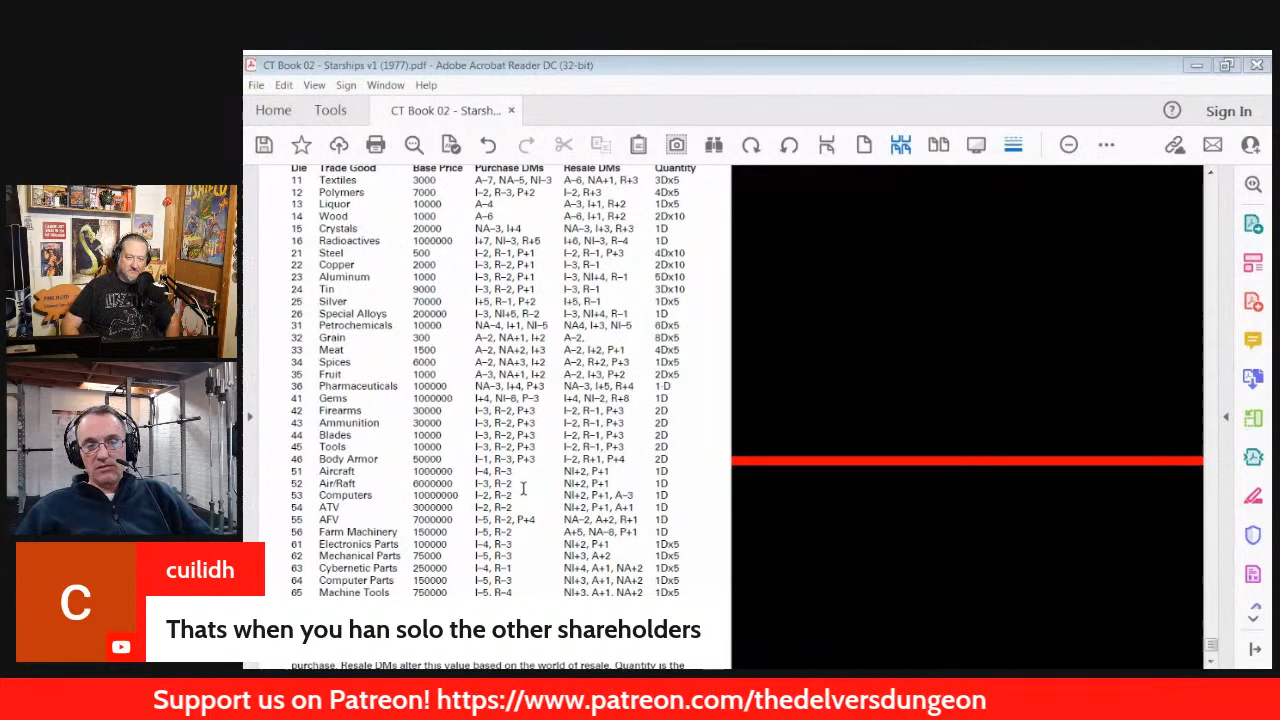 CT Book 02 - Starships v1 (1977).pdf - Adobe Acrobat Reader DC (32-bit)
File Edit View Sign Window Help
Home Tools CT Book 02 - Starsh... × Sign In
Die Trade Good Base Price Purchase DMs Resale DMs Quantity
11 Textiles 3000 A–7, NA–5, NI–3 A–6, NA+1, R+3 3Dx5
12 Polymers 7000 I–2, R–3, P+2 I–2, R+3 4Dx5
13 Liquor 10000 A–4 A–3, I+1, R+2 1Dx5
14 Wood 1000 A–6 A–6, I+1, R+2 2Dx10
15 Crystals 20000 NA–3, I+4 NA–3, I+3, R+3 1D
16 Radioactives 1000000 I+7, NI–3, R+5 I+6, NI–3, R–4 1D
21 Steel 500 I–2, R–1, P+1 I–2, R–1, P+3 4Dx10
22 Copper 2000 I–3, R–2, P+1 I–3, R–1 2Dx10
23 Aluminum 1000 I–3, R–2, P+1 I–3, NI+4, R–1 5Dx10
24 Tin 9000 I–3, R–2, P+1 I–3, R–1 3Dx10
25 Silver 70000 I+5, R–1, P+2 I+5, R–1 1Dx5
26 Special Alloys 200000 I–3, NI+5, R–2 I–3, NI+4, R–1 1D
31 Petrochemicals 10000 NA–4, I+1, NI–5 NA4, I+3, NI–5 6Dx5
32 Grain 300 A–2, NA+1, I+2 A–2, 8Dx5
33 Meat 1500 A–2, NA+2, I+3 A–2, I+2, P+1 4Dx5
34 Spices 6000 A–2, NA+3, I+2 A–2, R+2, P+3 1Dx5
35 Fruit 1000 A–3, NA+1, I+2 A–2, I+3, P+2 2Dx5
36 Pharmaceuticals 100000 NA–3, I+4, P+3 NA–3, I+5, R+4 1-D
41 Gems 1000000 I+4, NI–8, P–3 I+4, NI–2, R+8 1D
42 Firearms 30000 I–3, R–2, P+3 I–2, R–1, P+3 2D
43 Ammunition 30000 I–3, R–2, P+3 I–2, R–1, P+3 2D
44 Blades 10000 I–3, R–2, P+3 I–2, R–1, P+3 2D
45 Tools 10000 I–3, R–2, P+3 I–2, R–1, P+3 2D
46 Body Armor 50000 I–1, R–3, P+3 I–2, R+1, P+4 2D
51 Aircraft 1000000 I–4, R–3 NI+2, P+1 1D
52 Air/Raft 6000000 I–3, R–2 NI+2, P+1 1D
53 Computers 10000000 I–2, R–2 NI+2, P+1, A–3 1D
54 ATV 3000000 I–2, R–2 NI+2, P+1, A+1 1D
55 AFV 7000000 I–5, R–2, P+4 NA–2, A+2, R+1 1D
56 Farm Machinery 150000 I–5, R–2 A+5, NA–8, P+1 1D
61 Electronics Parts 100000 I–4, R–3 NI+2, P+1 1Dx5
62 Mechanical Parts 75000 I–5, R–3 NI+3, A+2 1Dx5
63 Cybernetic Parts 250000 I–4, R–1 NI+4, A+1, NA+2 1Dx5
64 Computer Parts 150000 I–5, R–3 NI+3, A+1, NA+2 1Dx5
65 Machine Tools 750000 I–5, R–4 NI+3, A+1, NA+2 1Dx5
C
cuilidh
Thats when you han solo the other shareholders
purchase. Resale DMs alter this value based on the world of resale. Quantity is the
Support us on Patreon! https://www.patreon.com/thedelversdungeon